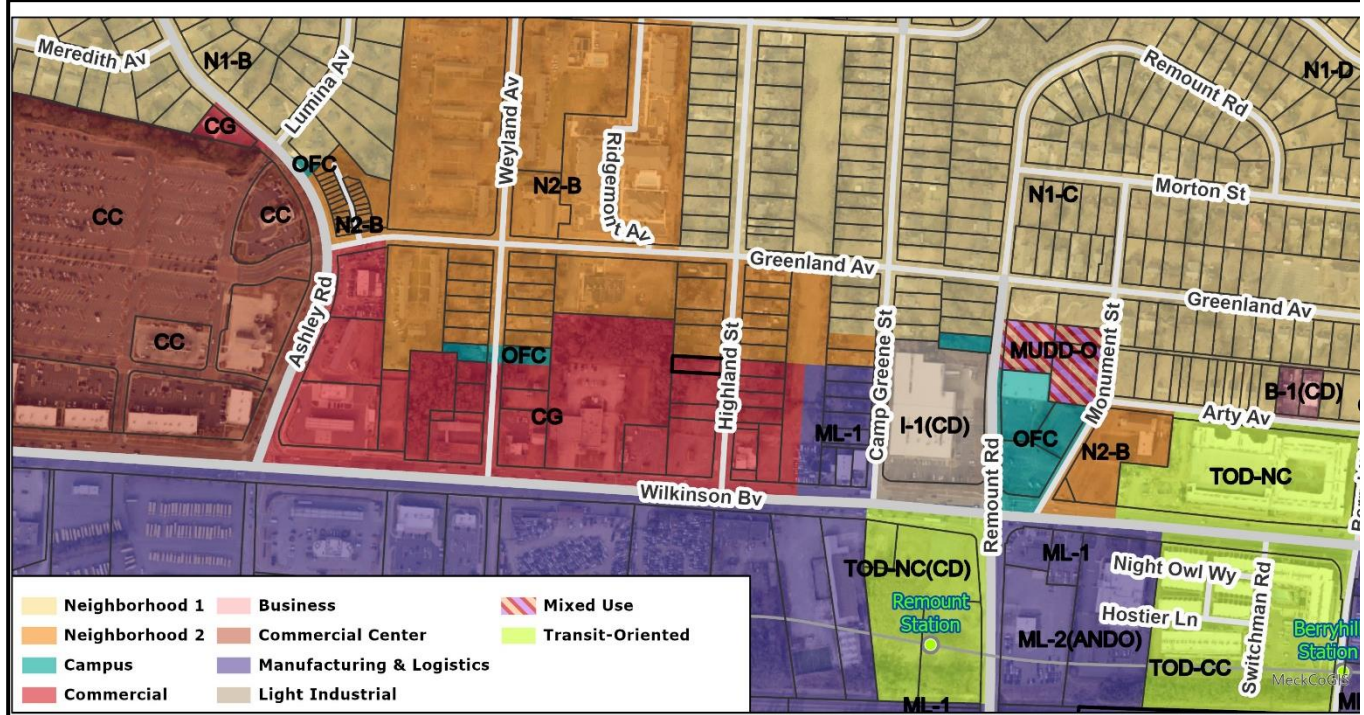 Meredith Av
N1-B
Lumina Av
CG
OFC
CC
CC
N2-B
CC
Ashley Rd
Weyland Av
N2-B
Ridgemont Av
Greenland Av
OFC
CG
Highland St
ML-1
Camp Greene St
I-1(CD)
Remount Rd
N1-D
Remount Rd
N1-C
Morton St
Greenland Av
Monument St
MUDD-O
B-1(CD)
Arty Av
OFC
N2-B
TOD-NC
Wilkinson Bv
TOD-NC(CD)
Remount
Station
ML-1
ML-1
Night Owl Wy
Hostier Ln
Switchman Rd
ML-2(ANDO)
TOD-CC
Berryhill
Station
MeckCoGIS
Neighborhood 1
Neighborhood 2
Campus
Commercial
Business
Commercial Center
Manufacturing & Logistics
Light Industrial
Mixed Use
Transit-Oriented